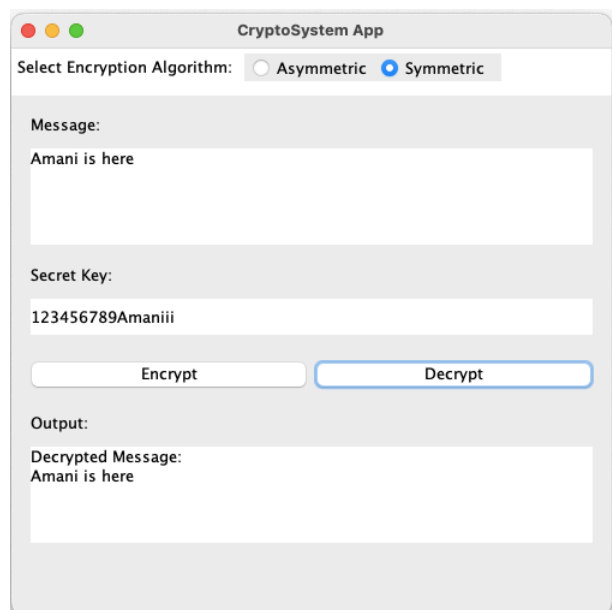 CryptoSystem App
Select Encryption Algorithm: Asymmetric Symmetric
Message:
Amani is here
Secret Key:
123456789Amaniii
Encrypt Decrypt
Output:
Decrypted Message:
Amani is here